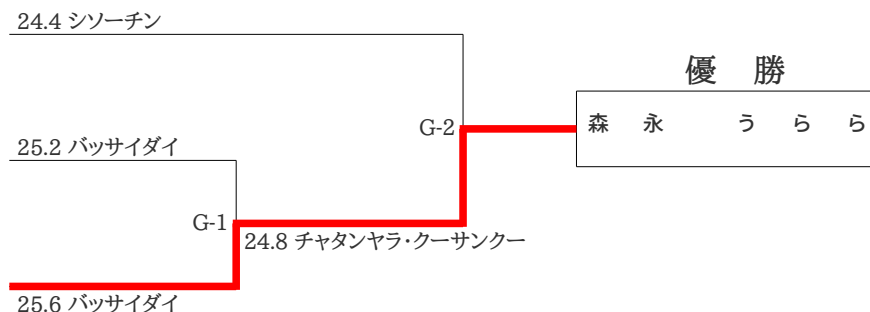 24.4 シソーチン
優 勝
G-2
森 永 う ら ら
25.2 バッサイダイ
G-1
24.8 チャタンヤラ・クーサンクー
25.6 バッサイダイ